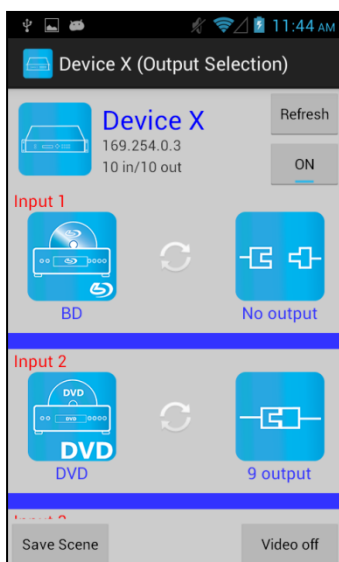 11:44 AM
Device X (Output Selection)
Device X
169.254.0.3
10 in/10 out
Refresh
ON
Input 1
BD
No output
Input 2
DVD
DVD
DVD
9 output
Save Scene
Video off